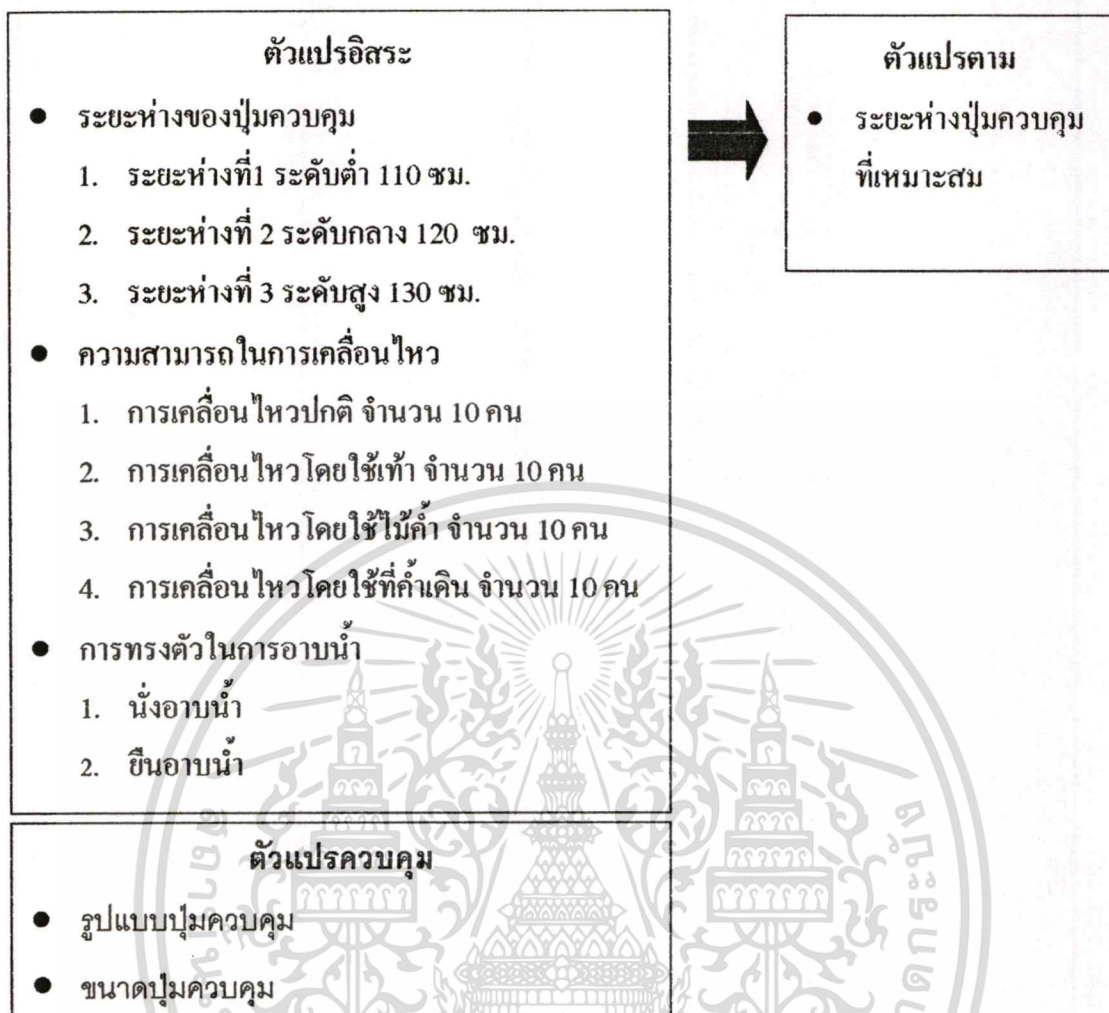 ตัวแปรอิสระ
● ระยะห่างของปุ่มควบคุม
1. ระยะห่างที่1 ระดับต่ำ 110 ซม.
2. ระยะห่างที่ 2 ระดับกลาง 120 ซม.
3. ระยะห่างที่ 3 ระดับสูง 130 ซม.
● ความสามารถในการเคลื่อนไหว
1. การเคลื่อนไหวปกติ จำนวน 10 คน
2. การเคลื่อนไหวโดยใช้เท้า จำนวน 10 คน
3. การเคลื่อนไหวโดยใช้ไม้ค้ำ จำนวน 10 คน
4. การเคลื่อนไหวโดยใช้ที่ค้ำเดิน จำนวน 10 คน
● การทรงตัวในการอาบน้ำ
1. นั่งอาบน้ำ
2. ยืนอาบน้ำ
ตัวแปรตาม
● ระยะห่างปุ่มควบคุม
ที่เหมาะสม
ตัวแปรควบคุม
● รูปแบบปุ่มควบคุม
● ขนาดปุ่มควบคุม